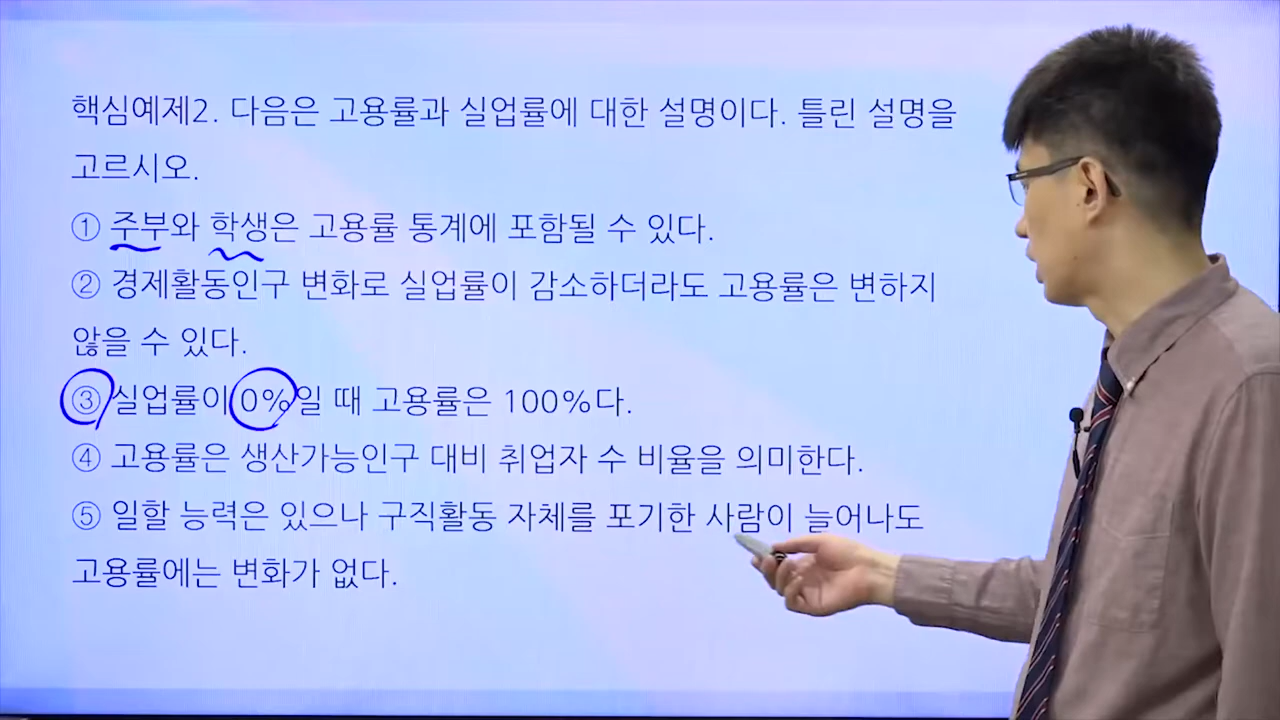 핵심예제2. 다음은 고용률과 실업률에 대한 설명이다. 틀린 설명을
고르시오.
① 주부와 학생은 고용률 통계에 포함될 수 있다.
② 경제활동인구 변화로 실업률이 감소하더라도 고용률은 변하지
않을 수 있다.
③ 실업률이 0%일 때 고용률은 100%다.
④ 고용률은 생산가능인구 대비 취업자 수 비율을 의미한다.
⑤ 일할 능력은 있으나 구직활동 자체를 포기한 사람이 늘어나도
고용률에는 변화가 없다.